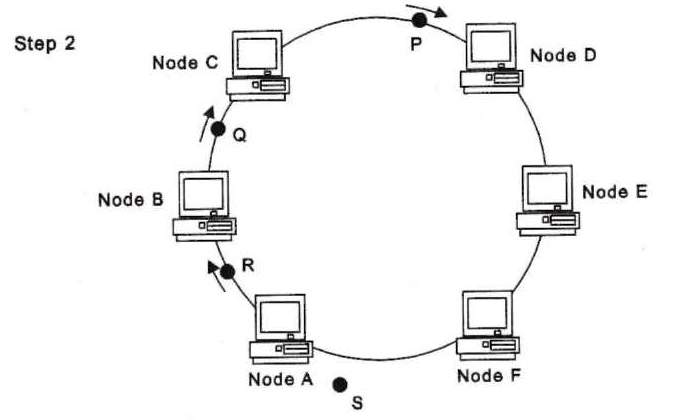 Step 2
P
Node C
Node D
Q
Node B
Node E
R
Node A
Node F
S